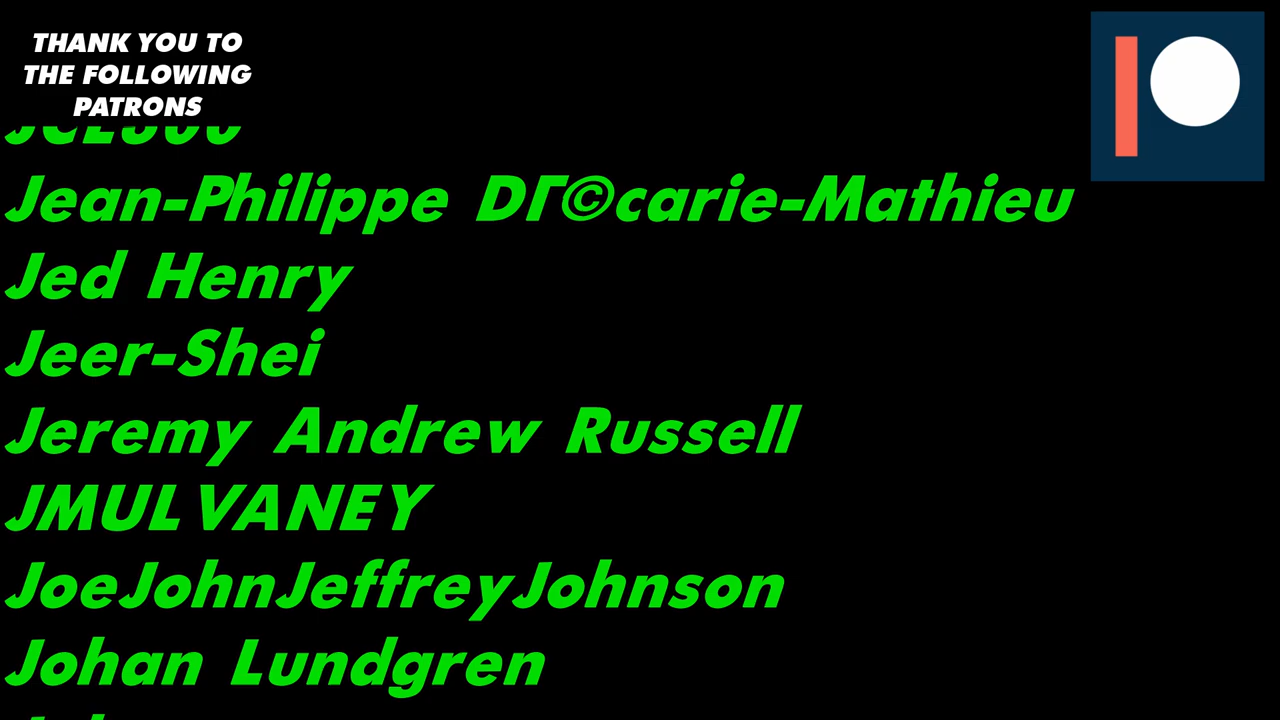 THANK YOU TO
THE FOLLOWING
PATRONS
Jean-Philippe DΓ©carie-Mathieu
Jed Henry
Jeer-Shei
Jeremy Andrew Russell
JMULVANEY
JoeJohnJeffreyJohnson
Johan Lundgren